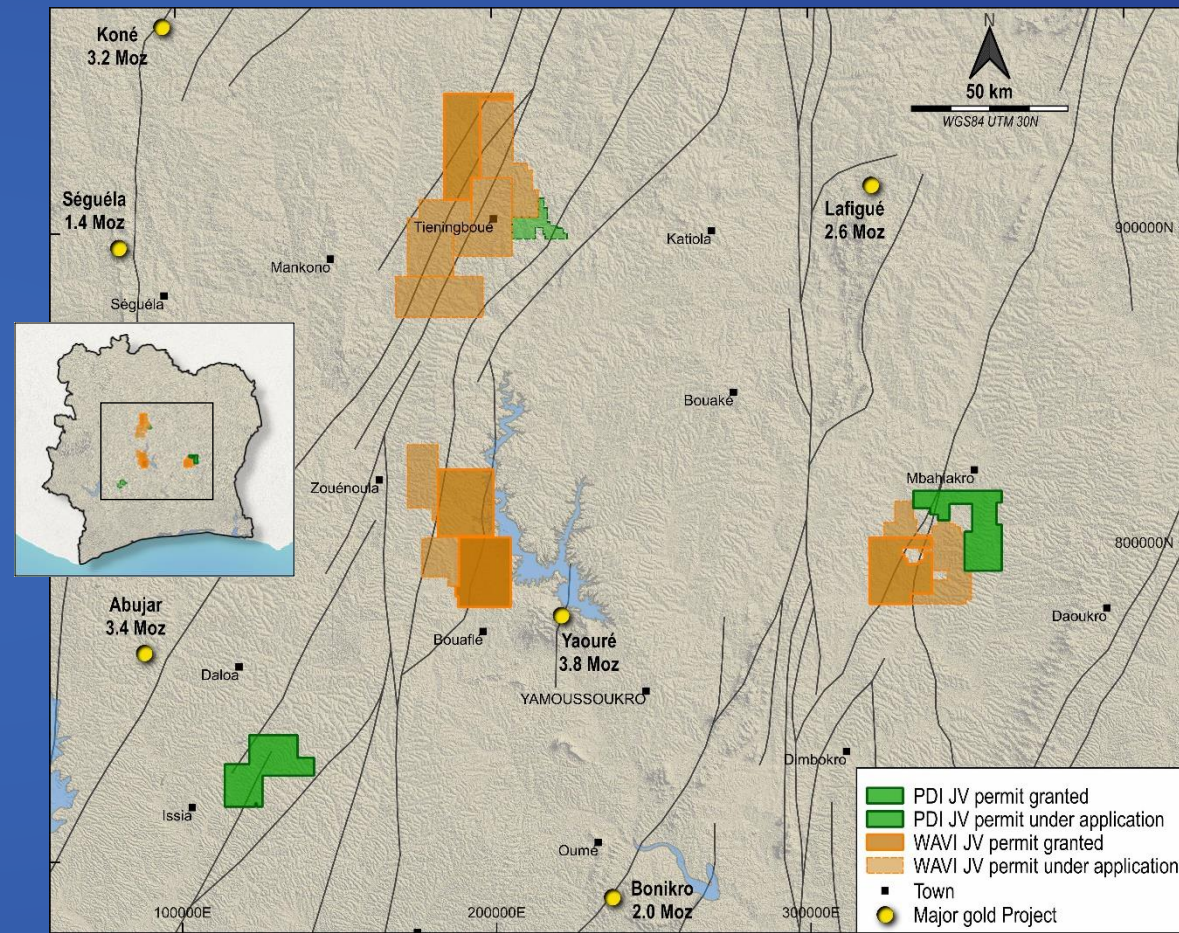 Koné
3.2 Moz
N
50 km
WGS84 UTM 30N
Séguéla
1.4 Moz
Lafigué
2.6 Moz
Tieningboué
Katiola
900000N
Mankono
Séguéla
Bouaké
Zouénoula
Mbahiakro
800000N
Abujar
3.4 Moz
Daoukro
Bouaflé
Yaouré
3.8 Moz
Daloa
YAMOUSSOUKRO
Dimbokro
Issia
Oumé
Bonikro
2.0 Moz
100000E
200000E
300000E
PDI JV permit granted
PDI JV permit under application
WAVI JV permit granted
WAVI JV permit under application
Town
Major gold Project